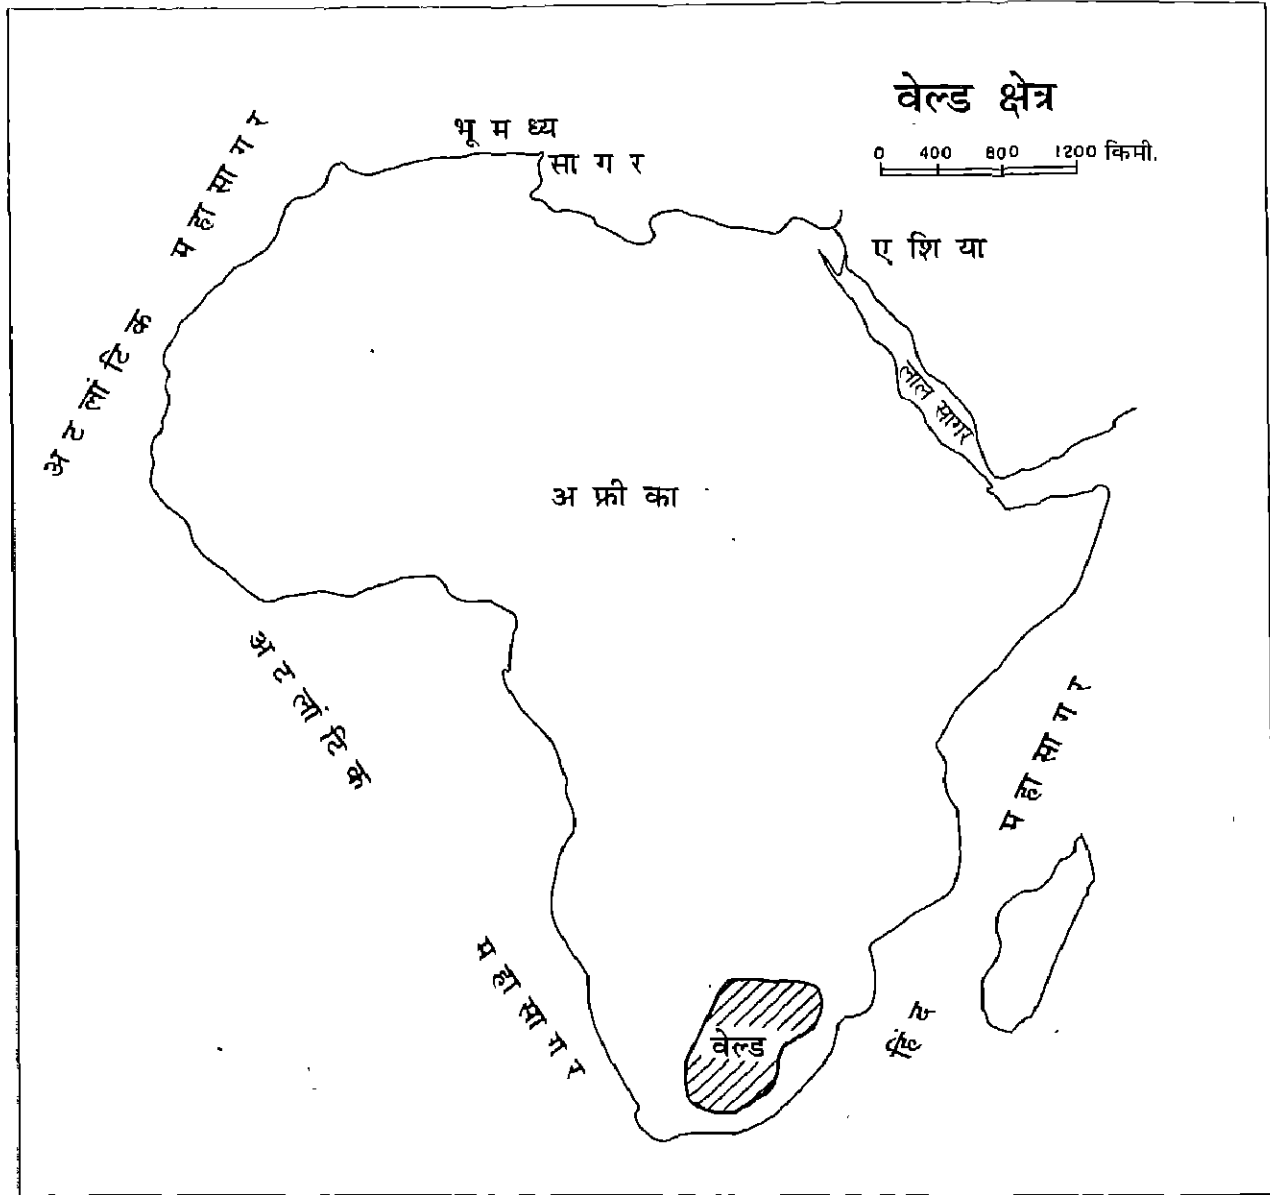 वेल्ड क्षेत्र
0 400 800 1200 किमी.
भू म ध्य
सा ग र
ए शि या
अ ट लां टि क म हा सा ग र
लाल सागर
अ फ्री का
अ ट लां टि क
म हा सा ग र
हिं द
म हा सा ग र
वेल्ड